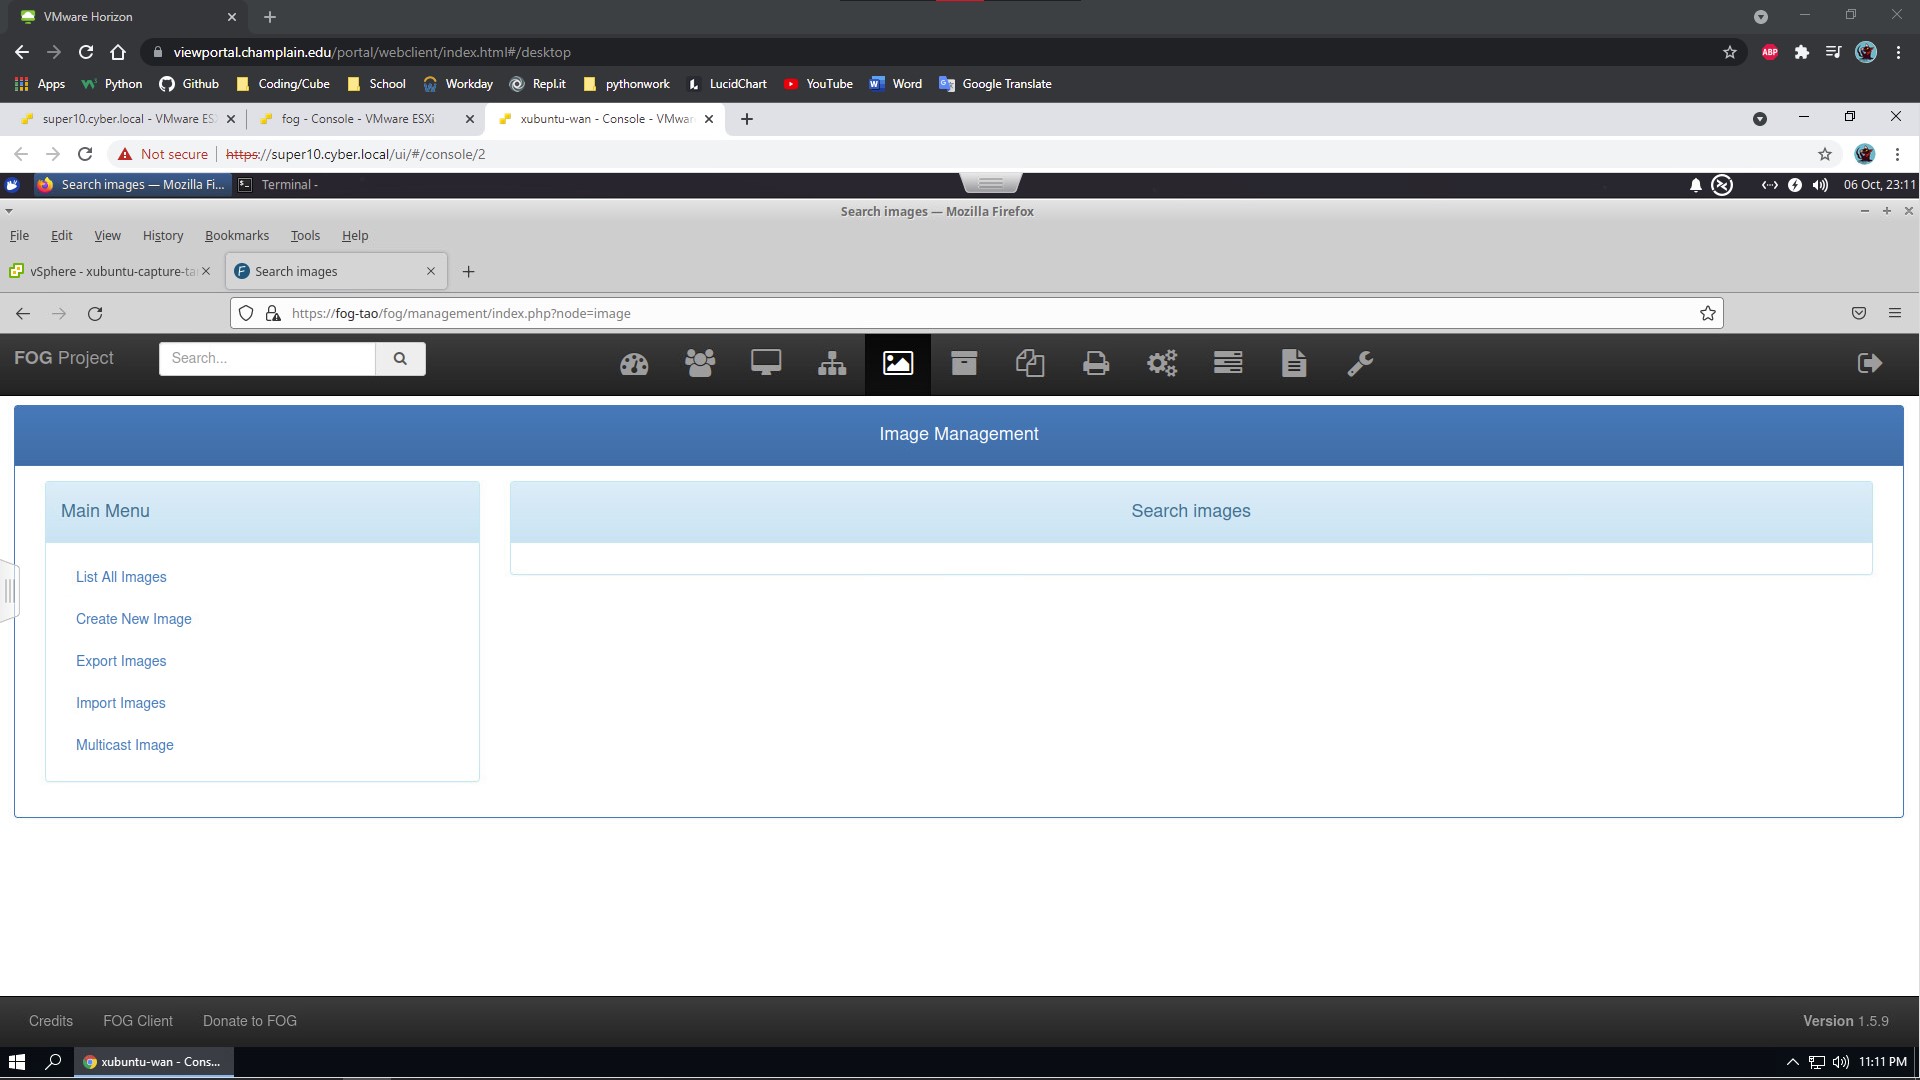 VMware Horizon
viewportal.champlain.edu/portal/webclient/index.html#/desktop
ABP
Apps
Python
Github
Coding/Cube
School
Workday
Repl.it
pythonwork
LucidChart
YouTube
Word
Google Translate
super10.cyber.local - VMware ES
fog - Console - VMware ESXi
xubuntu-wan - Console - VMwar
Not secure
https://super10.cyber.local/ui/#/console/2
Search images — Mozilla Fi...
Terminal -
06 Oct, 23:11
Search images — Mozilla Firefox
File
Edit
View
History
Bookmarks
Tools
Help
vSphere - xubuntu-capture-ta
Search images
https://fog-tao/fog/management/index.php?node=image
FOG Project
Search...
Image Management
Main Menu
Search images
List All Images
Create New Image
Export Images
Import Images
Multicast Image
Credits
FOG Client
Donate to FOG
Version 1.5.9
xubuntu-wan - Cons...
11:11 PM